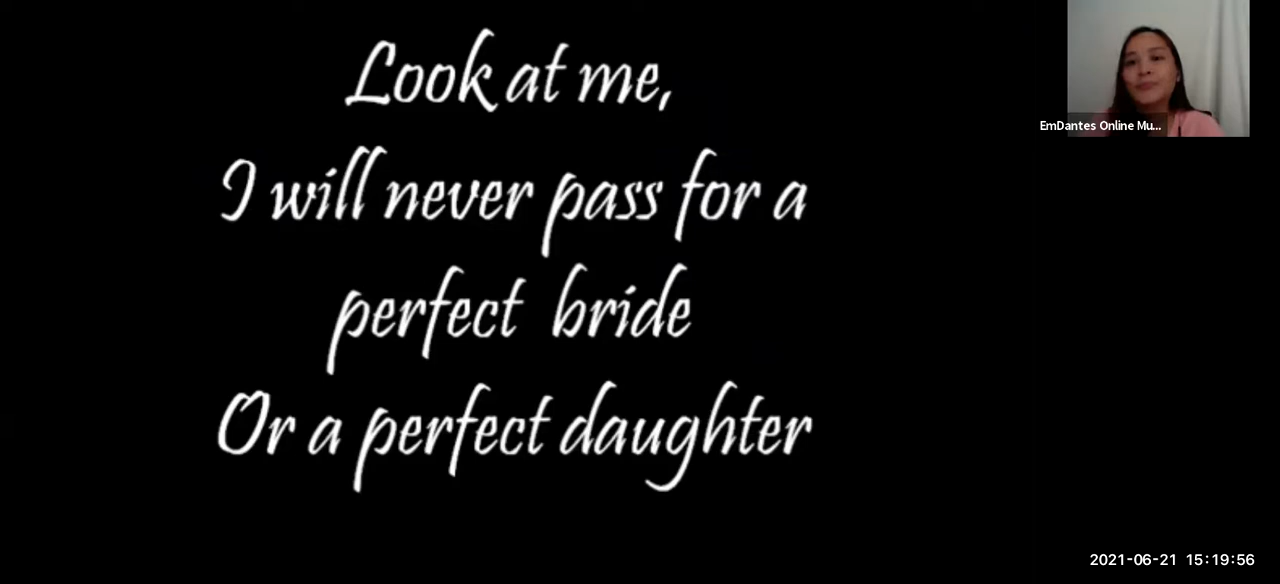 Look at me,
I will never pass for a
perfect bride
Or a perfect daughter
EmDantes Online Mu...
2021-06-21 15:19:56